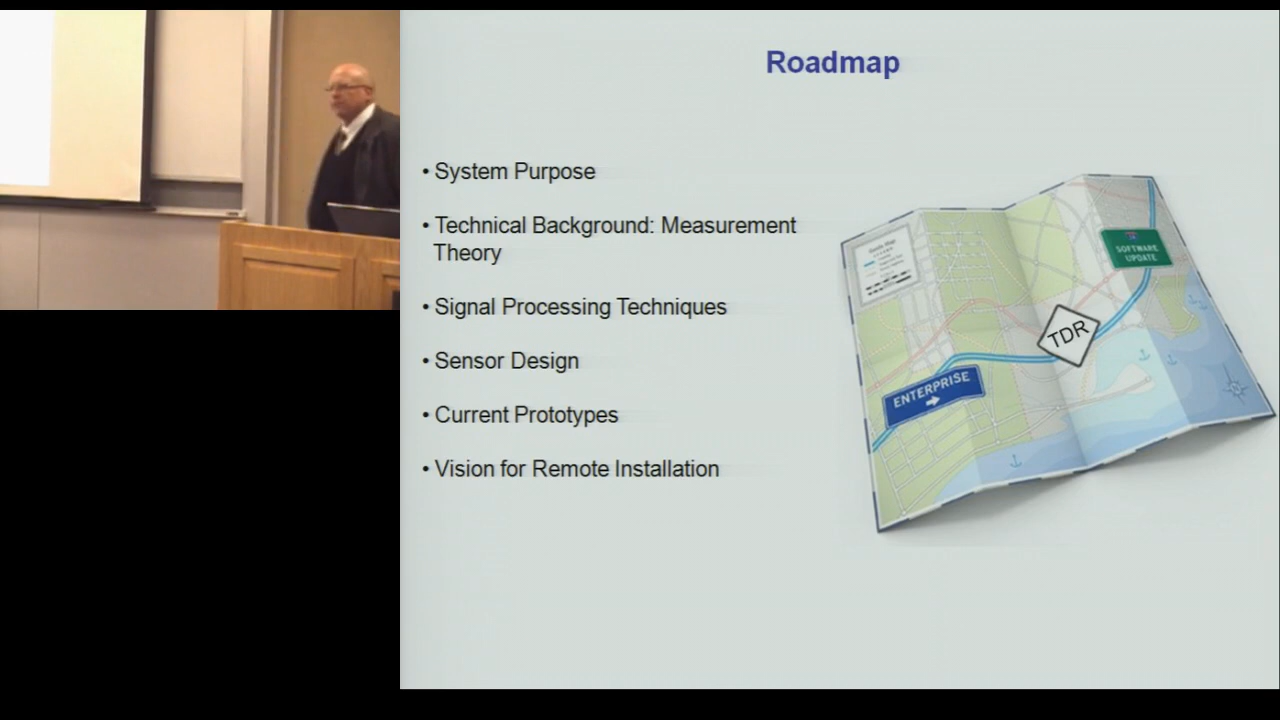 Roadmap
• System Purpose
• Technical Background: Measurement
Theory
• Signal Processing Techniques
• Sensor Design
• Current Prototypes
• Vision for Remote Installation
SOFTWARE
UPDATE
TDR
ENTERPRISE